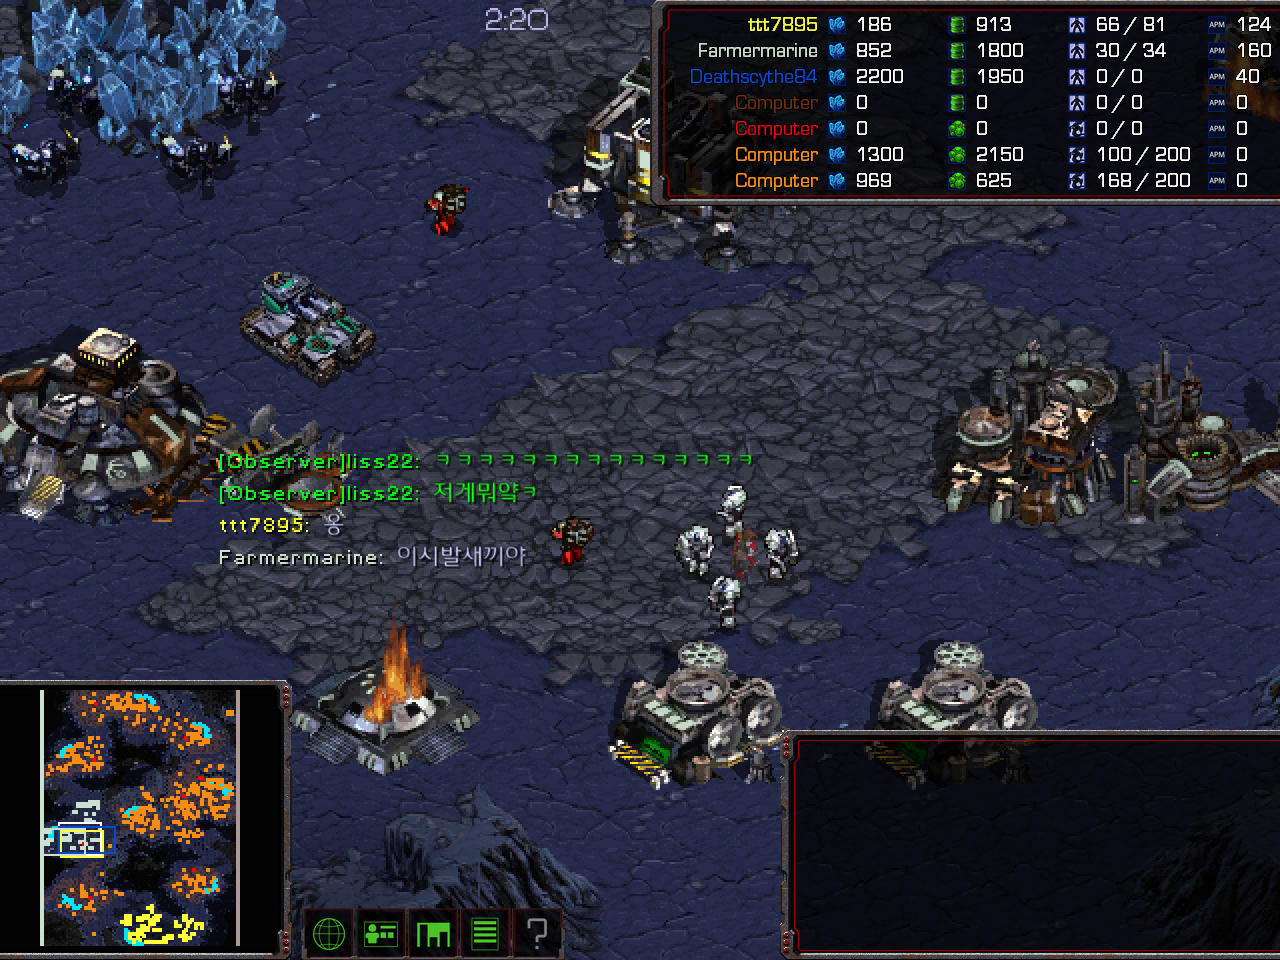 2:20
ttt7895 186 913 66 / 81 APM 124
Farmermarine 852 1800 30 / 34 APM 160
Deathscythe84 2200 1950 0 / 0 APM 40
Computer 0 0 0 / 0 APM 0
Computer 0 0 0 / 0 APM 0
Computer 1300 2150 100 / 200 APM 0
Computer 969 625 168 / 200 APM 0
[Observer]liss22: ㅋㅋㅋㅋㅋㅋㅋㅋㅋㅋㅋㅋㅋㅋㅋ
[Observer]liss22: 저게뭐얔ㅋ
ttt7895: 옹
Farmermarine: 이시발새끼야